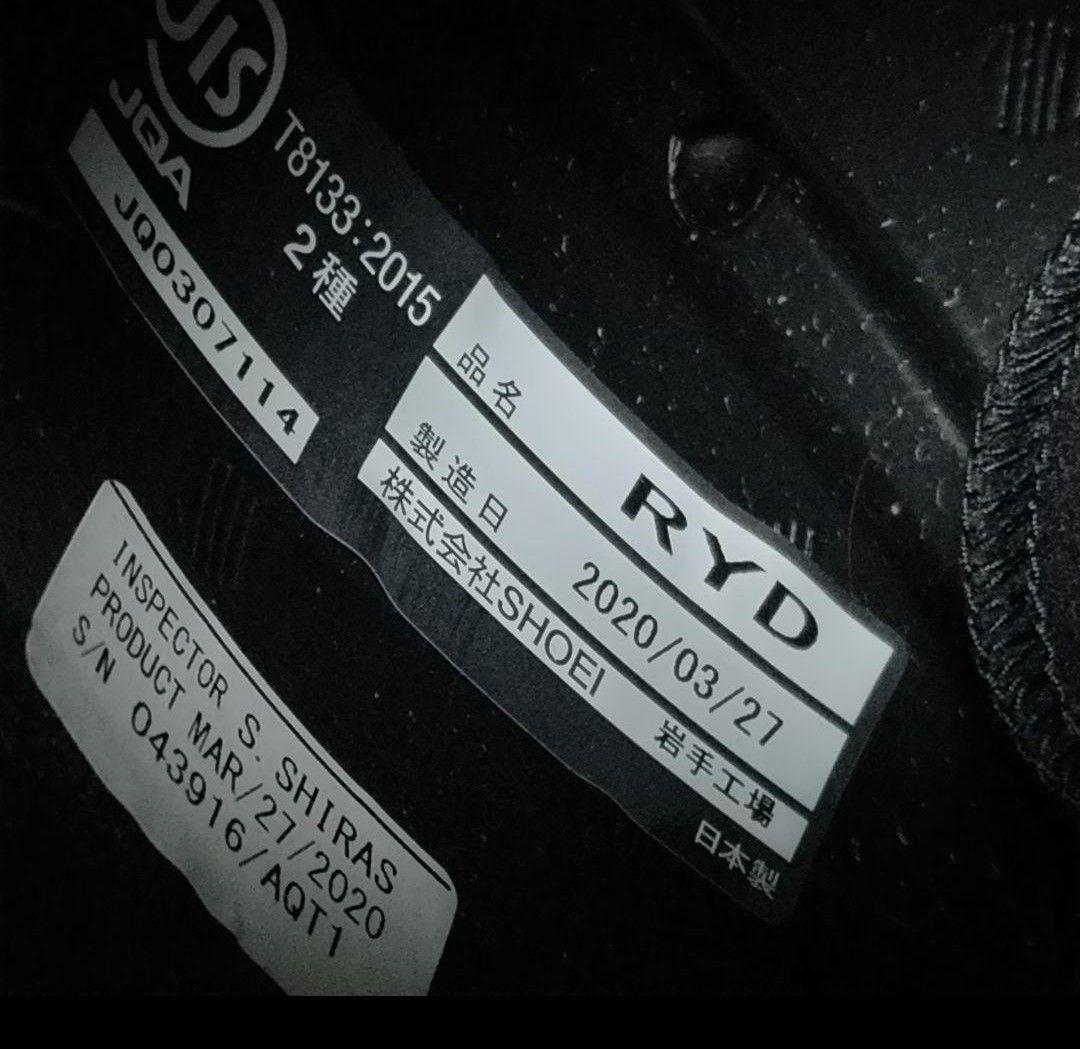 JIS
JQA
T8133:2015
2種
JQ0307114
品名 RYD
製造日 2020/03/27
株式会社SHOEI 岩手工場
日本製
INSPECTOR S. SHIRAS
PRODUCT MAR/27/2020
S/N 043916/AQT1